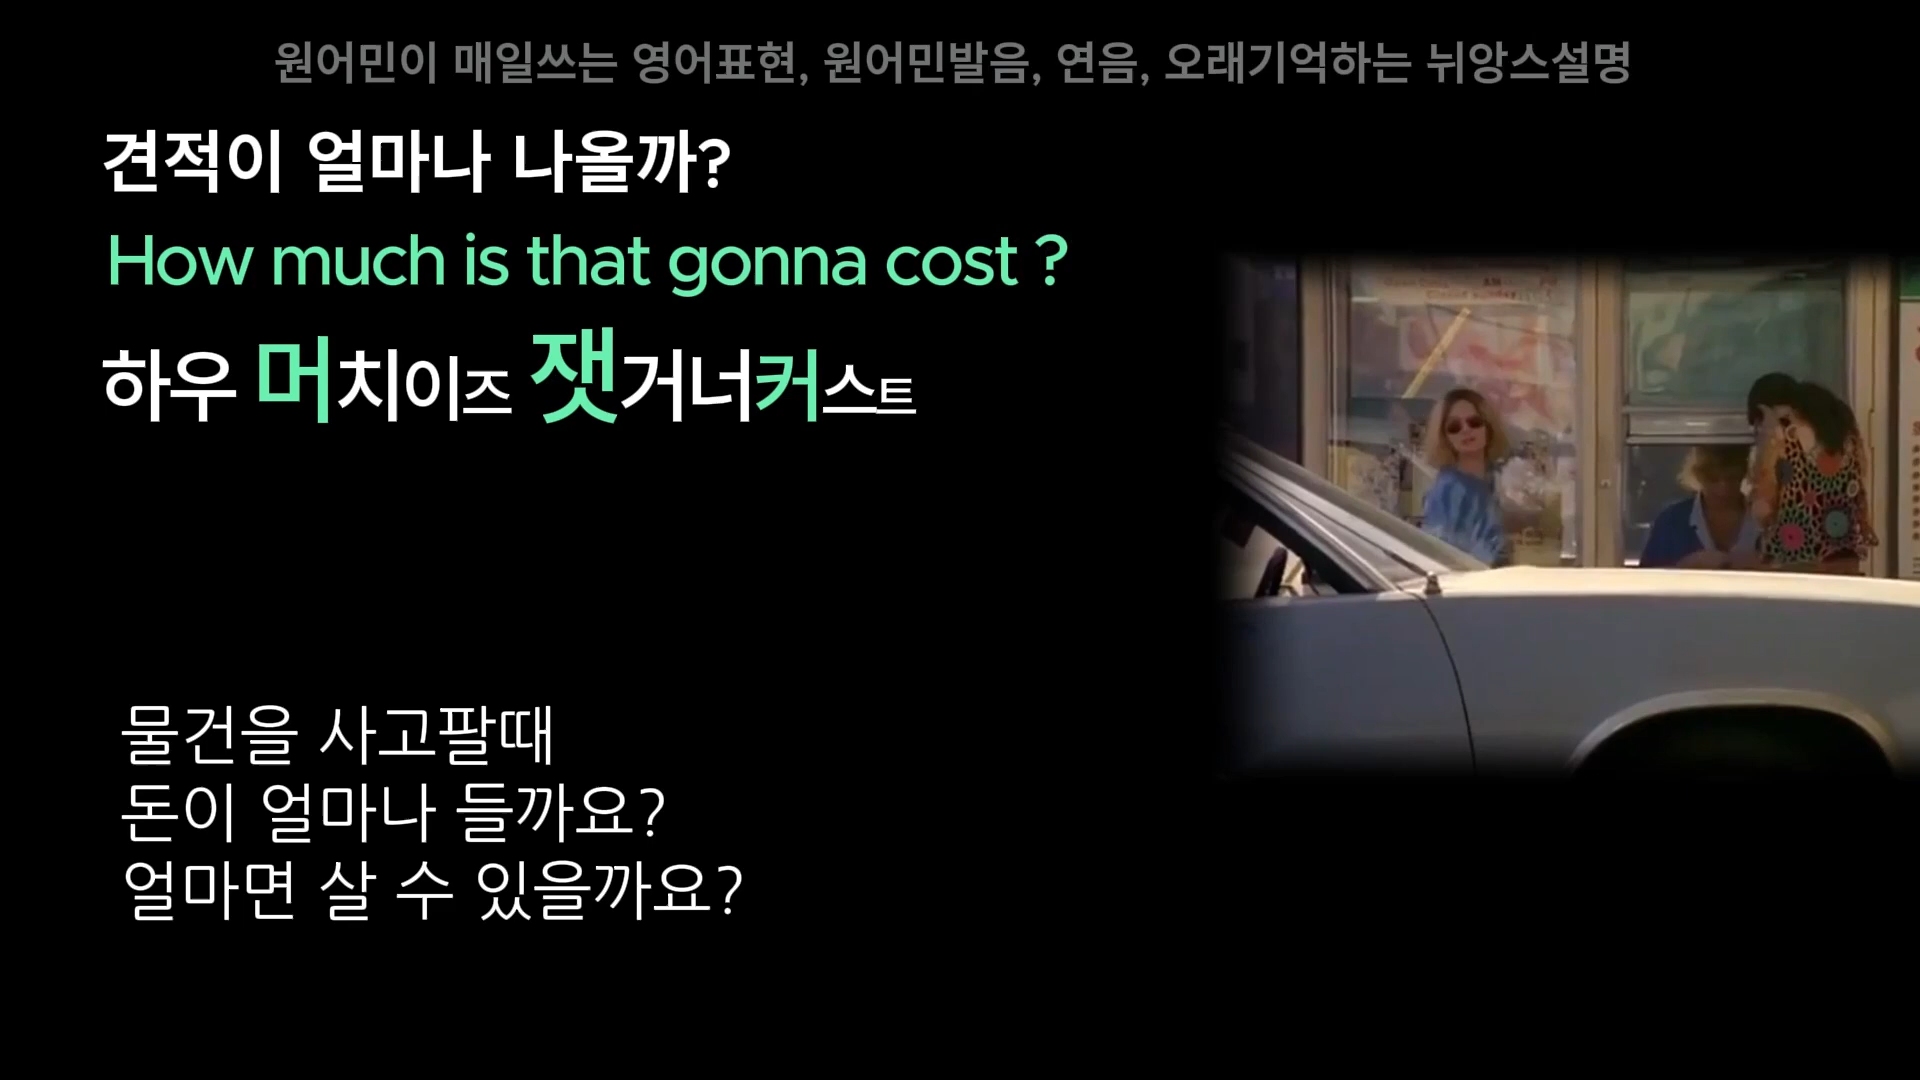 원어민이 매일쓰는 영어표현, 원어민발음, 연음, 오래기억하는 뉘앙스설명
견적이 얼마나 나올까?
How much is that gonna cost ?
하우 머치이즈 잿거너커스트
물건을 사고팔때
돈이 얼마나 들까요?
얼마면 살 수 있을까요?